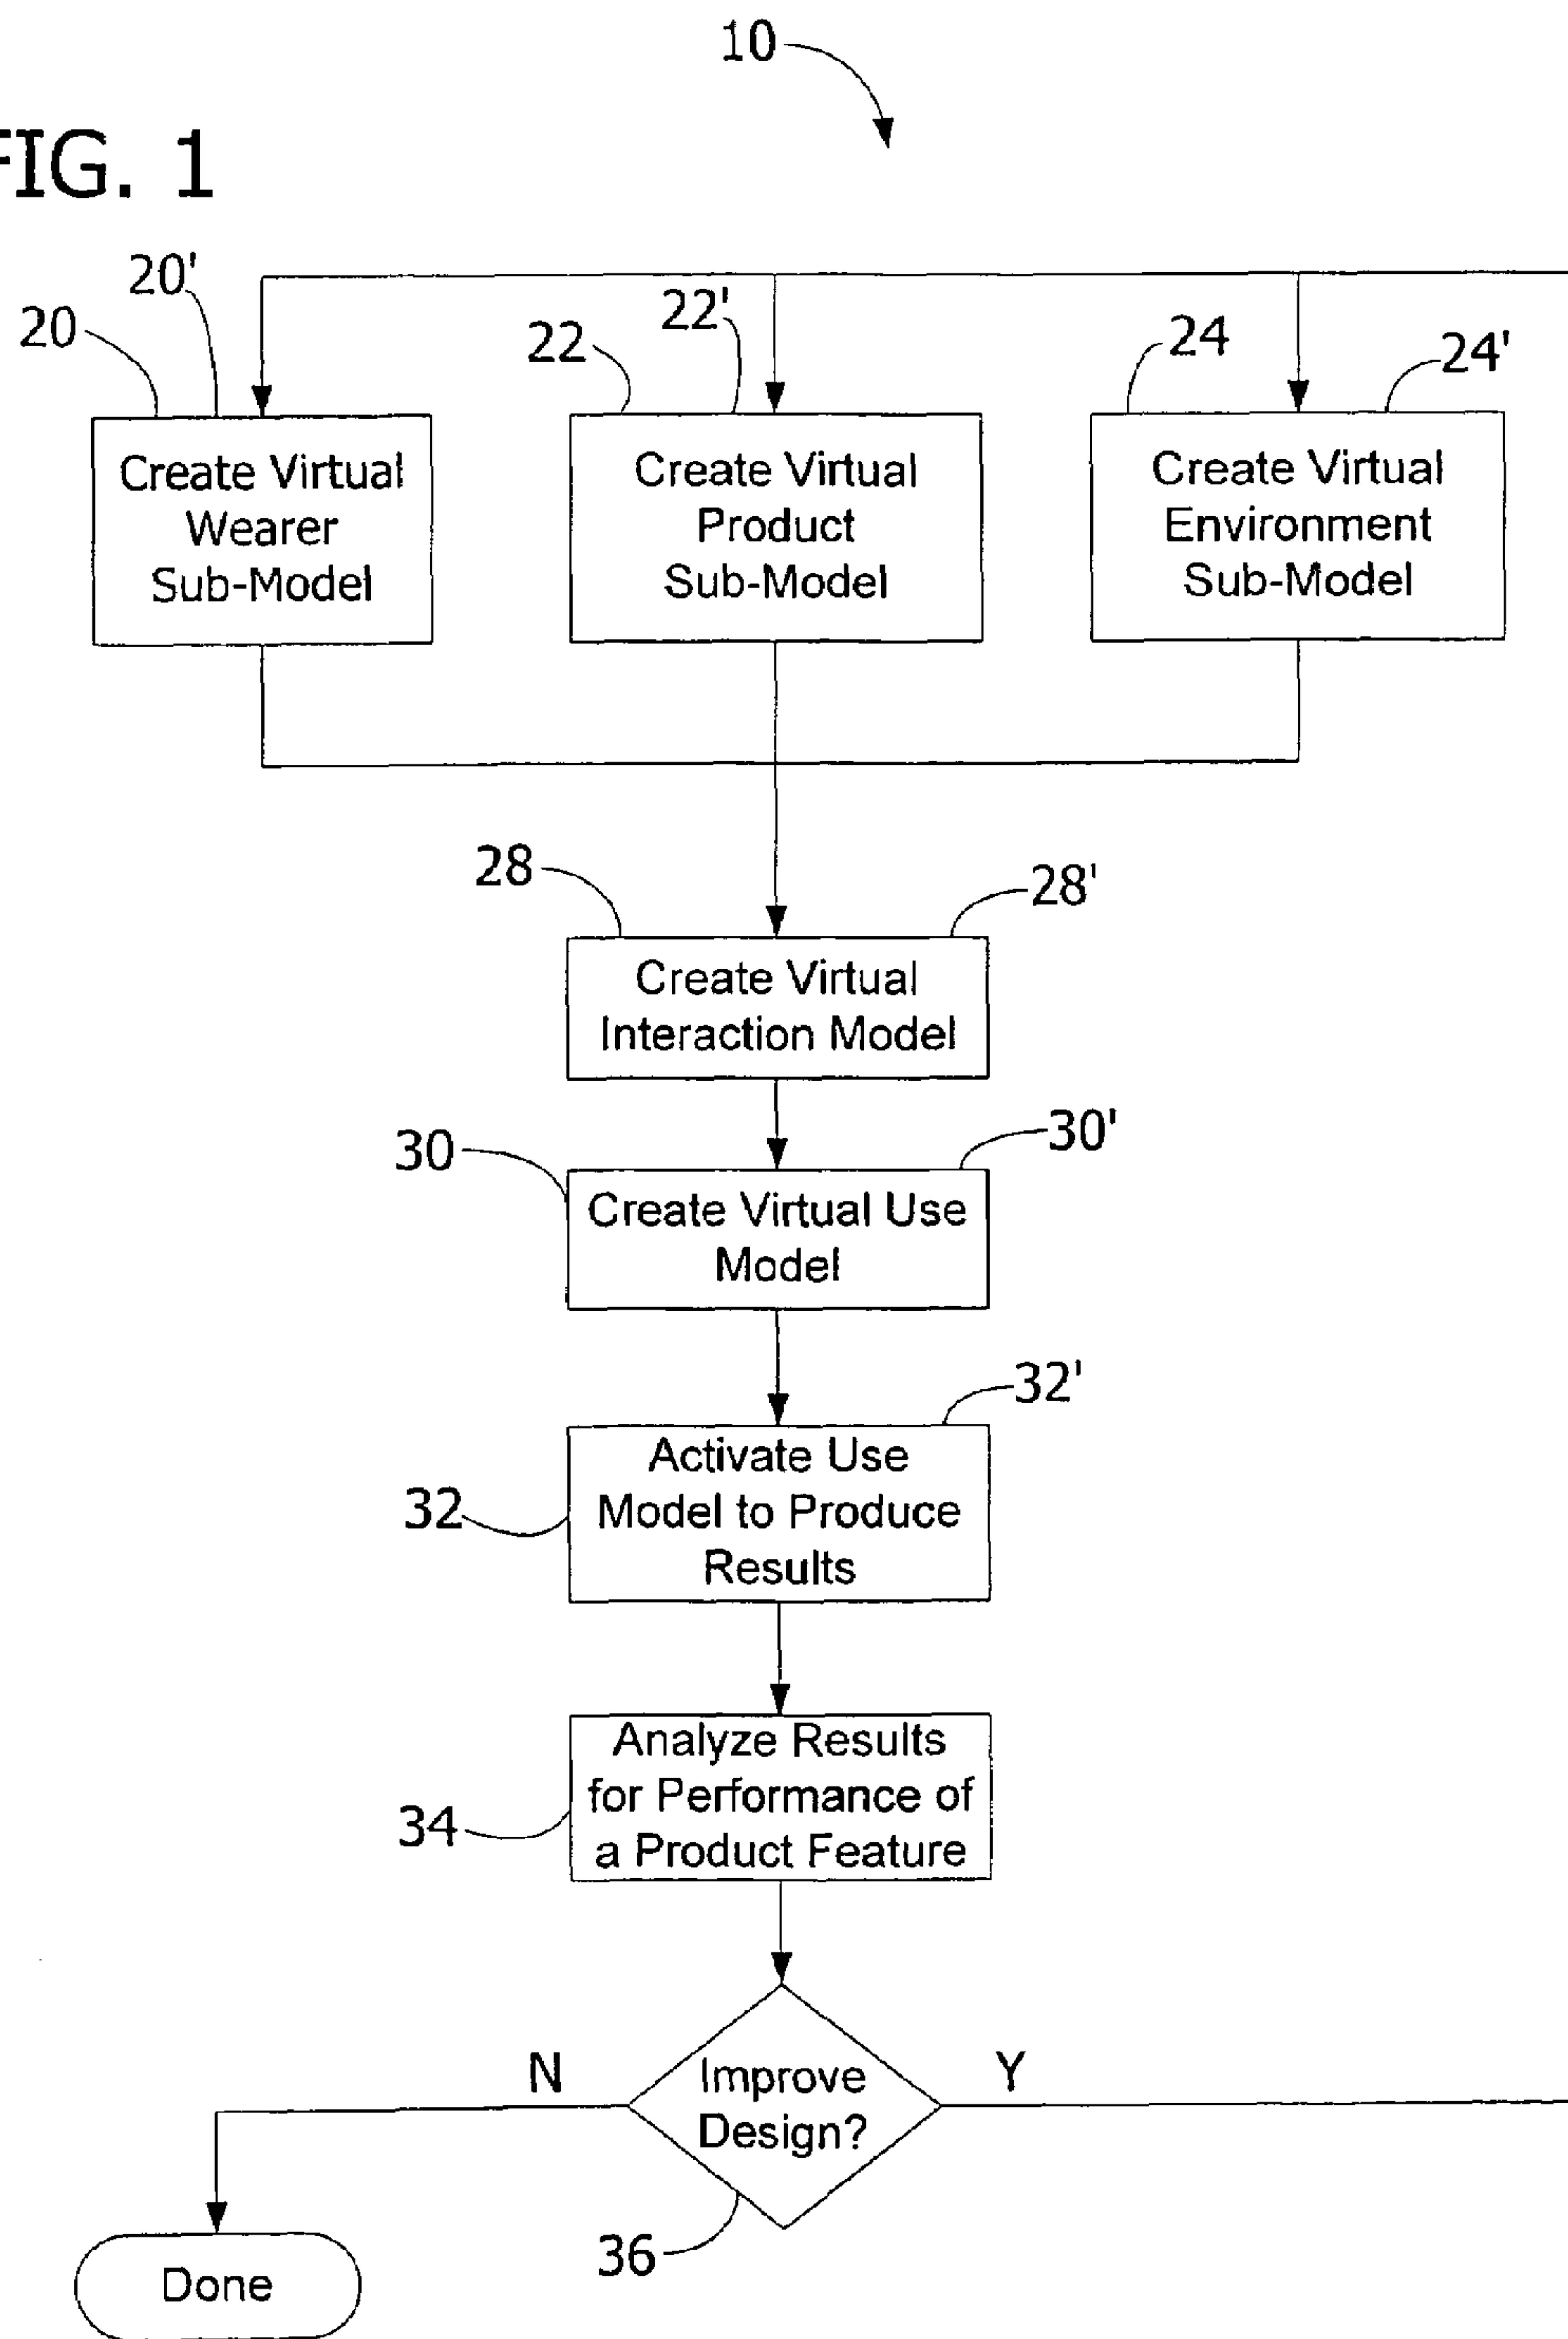 10
FIG. 1
20'
20
22'
22
24
24'
Create Virtual
Wearer
Sub-Model
Create Virtual
Product
Sub-Model
Create Virtual
Environment
Sub-Model
28
28'
Create Virtual
Interaction Model
30
30'
Create Virtual Use
Model
32'
32
Activate Use
Model to Produce
Results
34
Analyze Results
for Performance of
a Product Feature
N
Y
Improve
Design?
36
Done